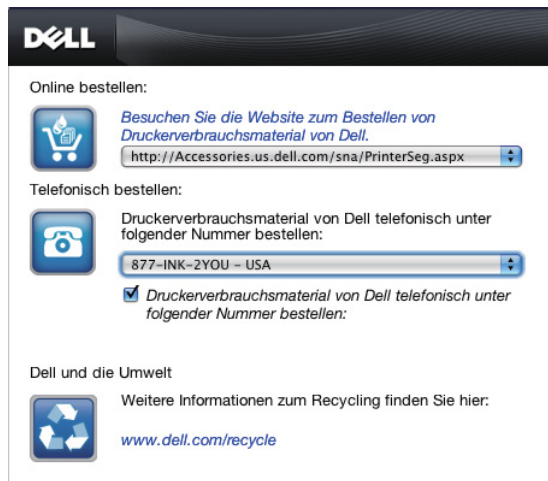 DELL
Online bestellen:
Besuchen Sie die Website zum Bestellen von
Druckerverbrauchsmaterial von Dell.
http://Accessories.us.dell.com/sna/PrinterSeg.aspx
Telefonisch bestellen:
Druckerverbrauchsmaterial von Dell telefonisch unter
folgender Nummer bestellen:
877-INK-2YOU - USA
Druckerverbrauchsmaterial von Dell telefonisch unter
folgender Nummer bestellen:
Dell und die Umwelt
Weitere Informationen zum Recycling finden Sie hier:
www.dell.com/recycle